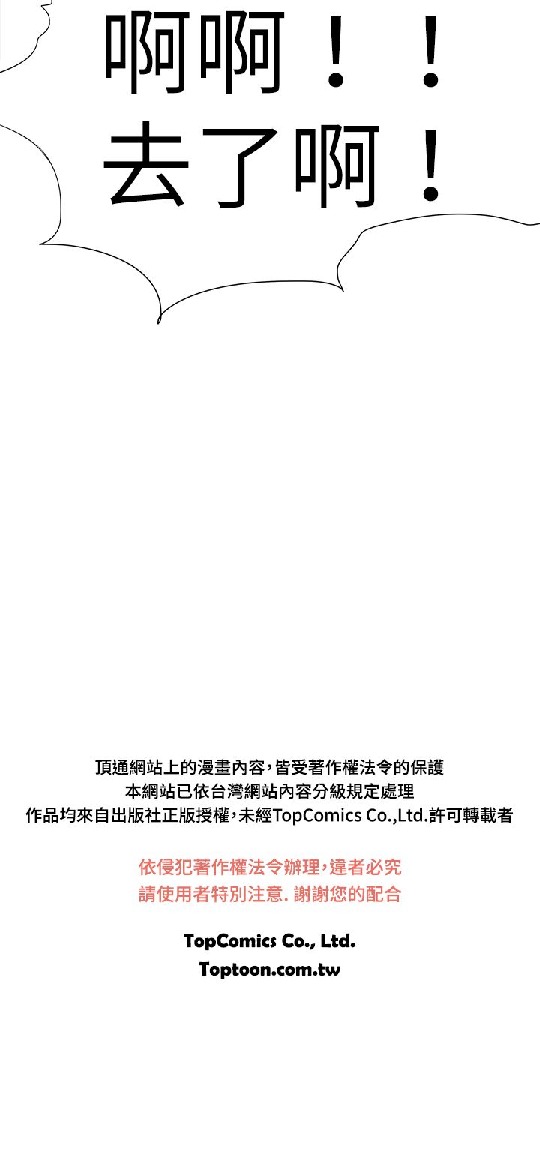 啊啊！！
去了啊！
頂通網站上的漫畫內容，皆受著作權法令的保護
本網站已依台灣網站內容分級規定處理
作品均來自出版社正版授權，未經TopComics Co.,Ltd.許可轉載者
依侵犯著作權法令辦理，違者必究
請使用者特別注意. 謝謝您的配合
TopComics Co., Ltd.
Toptoon.com.tw